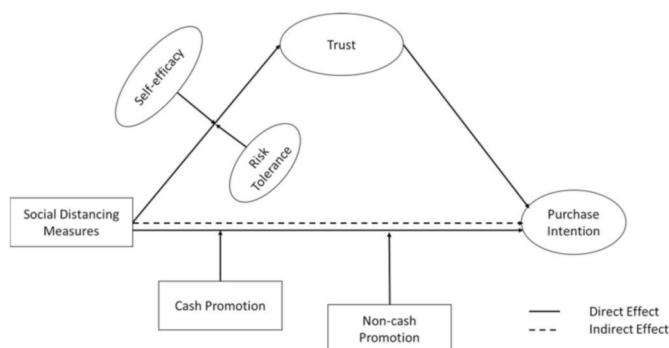 Trust
Self-efficacy
Risk
Tolerance
Social Distancing
Measures
Purchase
Intention
Cash Promotion
Non-cash
Promotion
Direct Effect
Indirect Effect